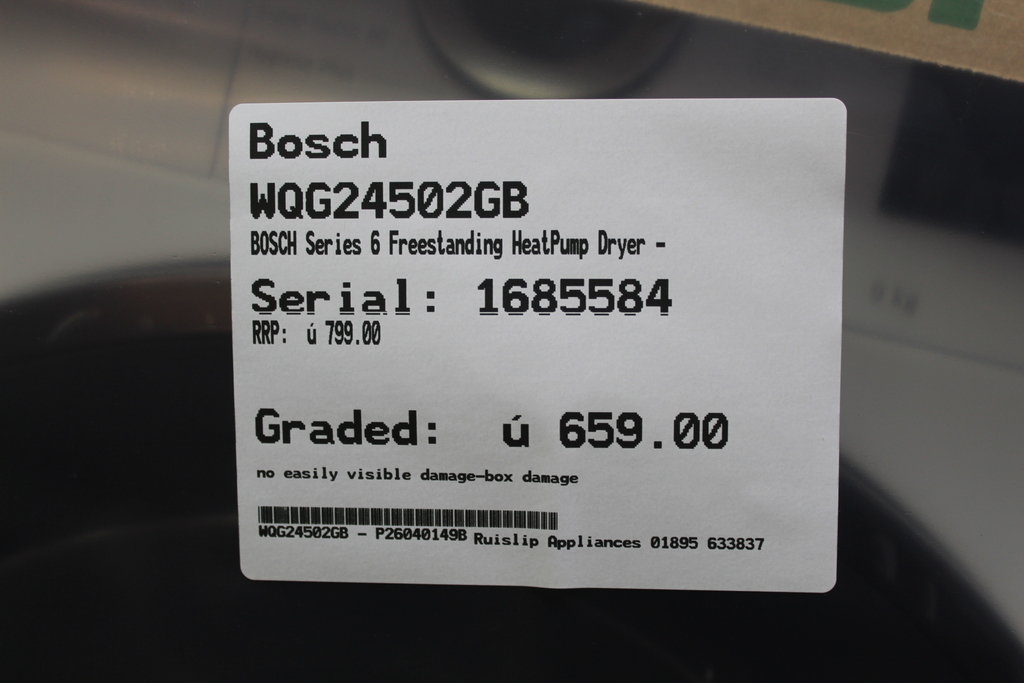 Bosch
WQG24502GB
BOSCH Series 6 Freestanding HeatPump Dryer -
Serial: 1685584
RRP: ú 799.00
Graded: ú 659.00
no easily visible damage-box damage
WQG24502GB - P26040149B Ruislip Appliances 01895 633837